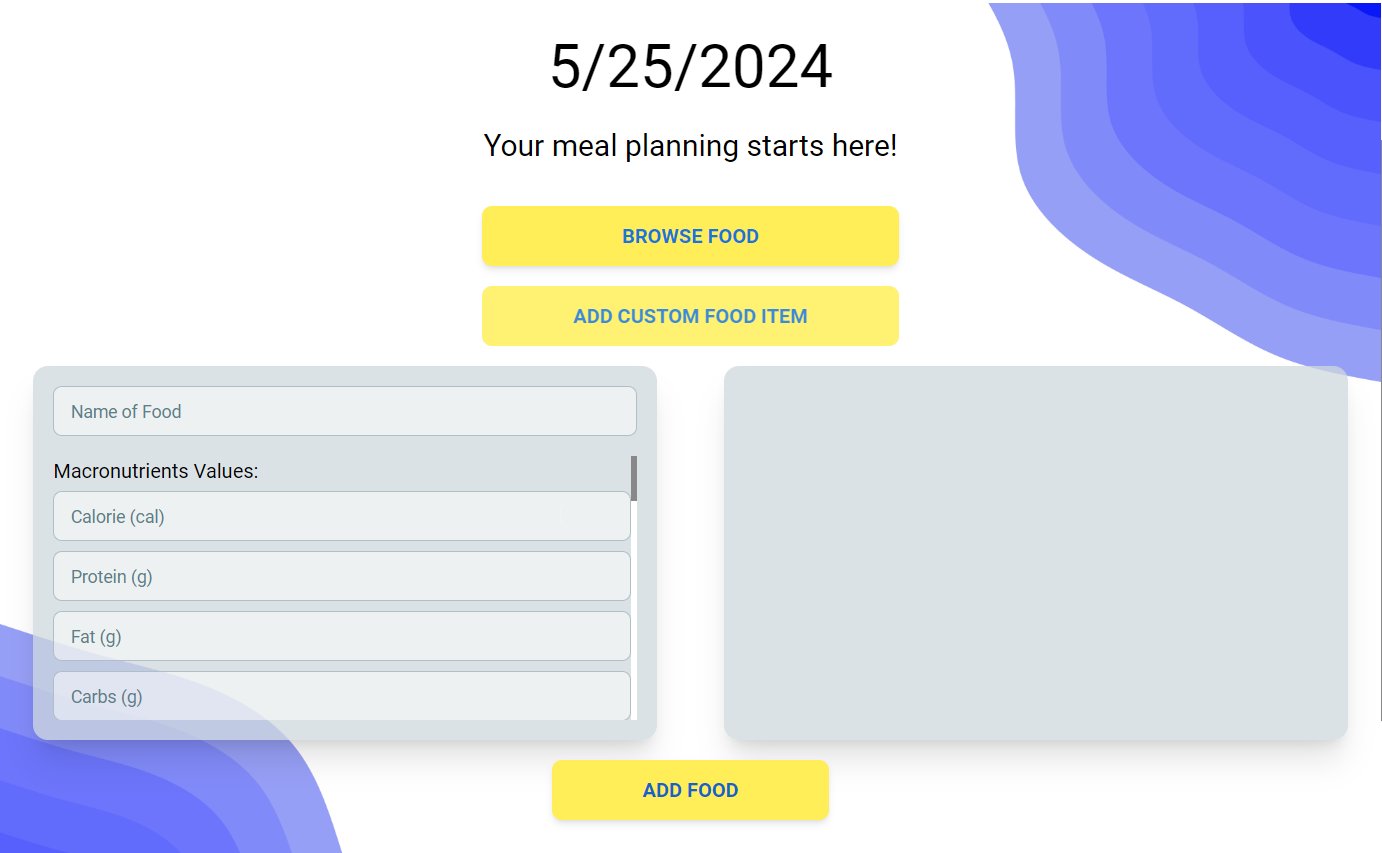 5/25/2024
Your meal planning starts here!
BROWSE FOOD
ADD CUSTOM FOOD ITEM
Name of Food
Macronutrients Values:
Calorie (cal)
Protein (g)
Fat (g)
Carbs (g)
ADD FOOD